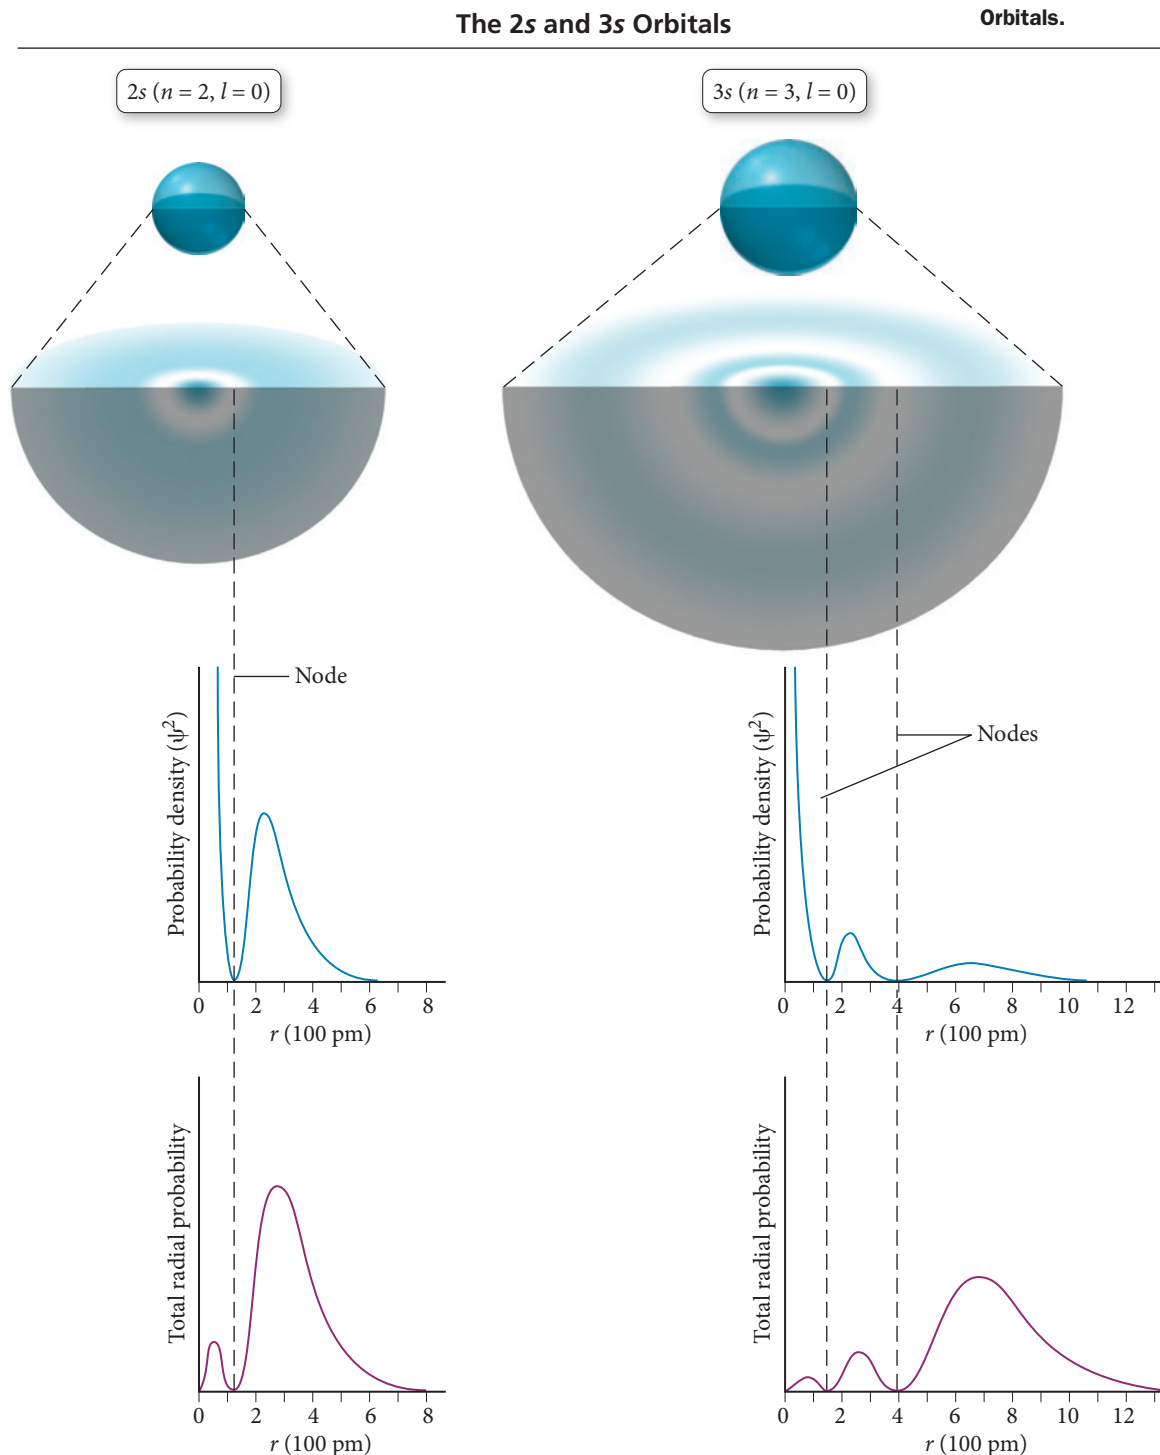 The 2s and 3s Orbitals
Orbitals.
2s (n = 2, l = 0)
3s (n = 3, l = 0)
Node
Probability density (ψ²)
0 2 4 6 8
r (100 pm)
Nodes
Probability density (ψ²)
0 2 4 6 8 10 12
r (100 pm)
Total radial probability
0 2 4 6 8
r (100 pm)
Total radial probability
0 2 4 6 8 10 12
r (100 pm)